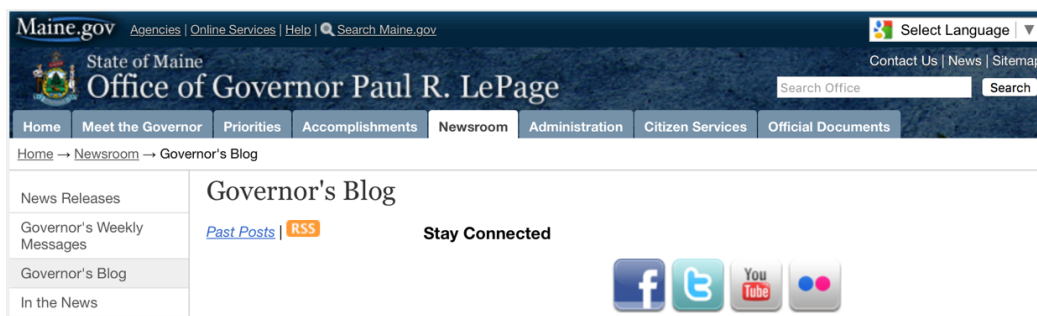 Maine.gov Agencies | Online Services | Help | Search Maine.gov Select Language ▼
State of Maine Contact Us | News | Sitemap
Office of Governor Paul R. LePage
Search Office Search
Home Meet the Governor Priorities Accomplishments Newsroom Administration Citizen Services Official Documents
Home → Newsroom → Governor's Blog
News Releases
Governor's Weekly
Messages
Governor's Blog
In the News
Governor's Blog
Past Posts | RSS
Stay Connected
f t You Tube